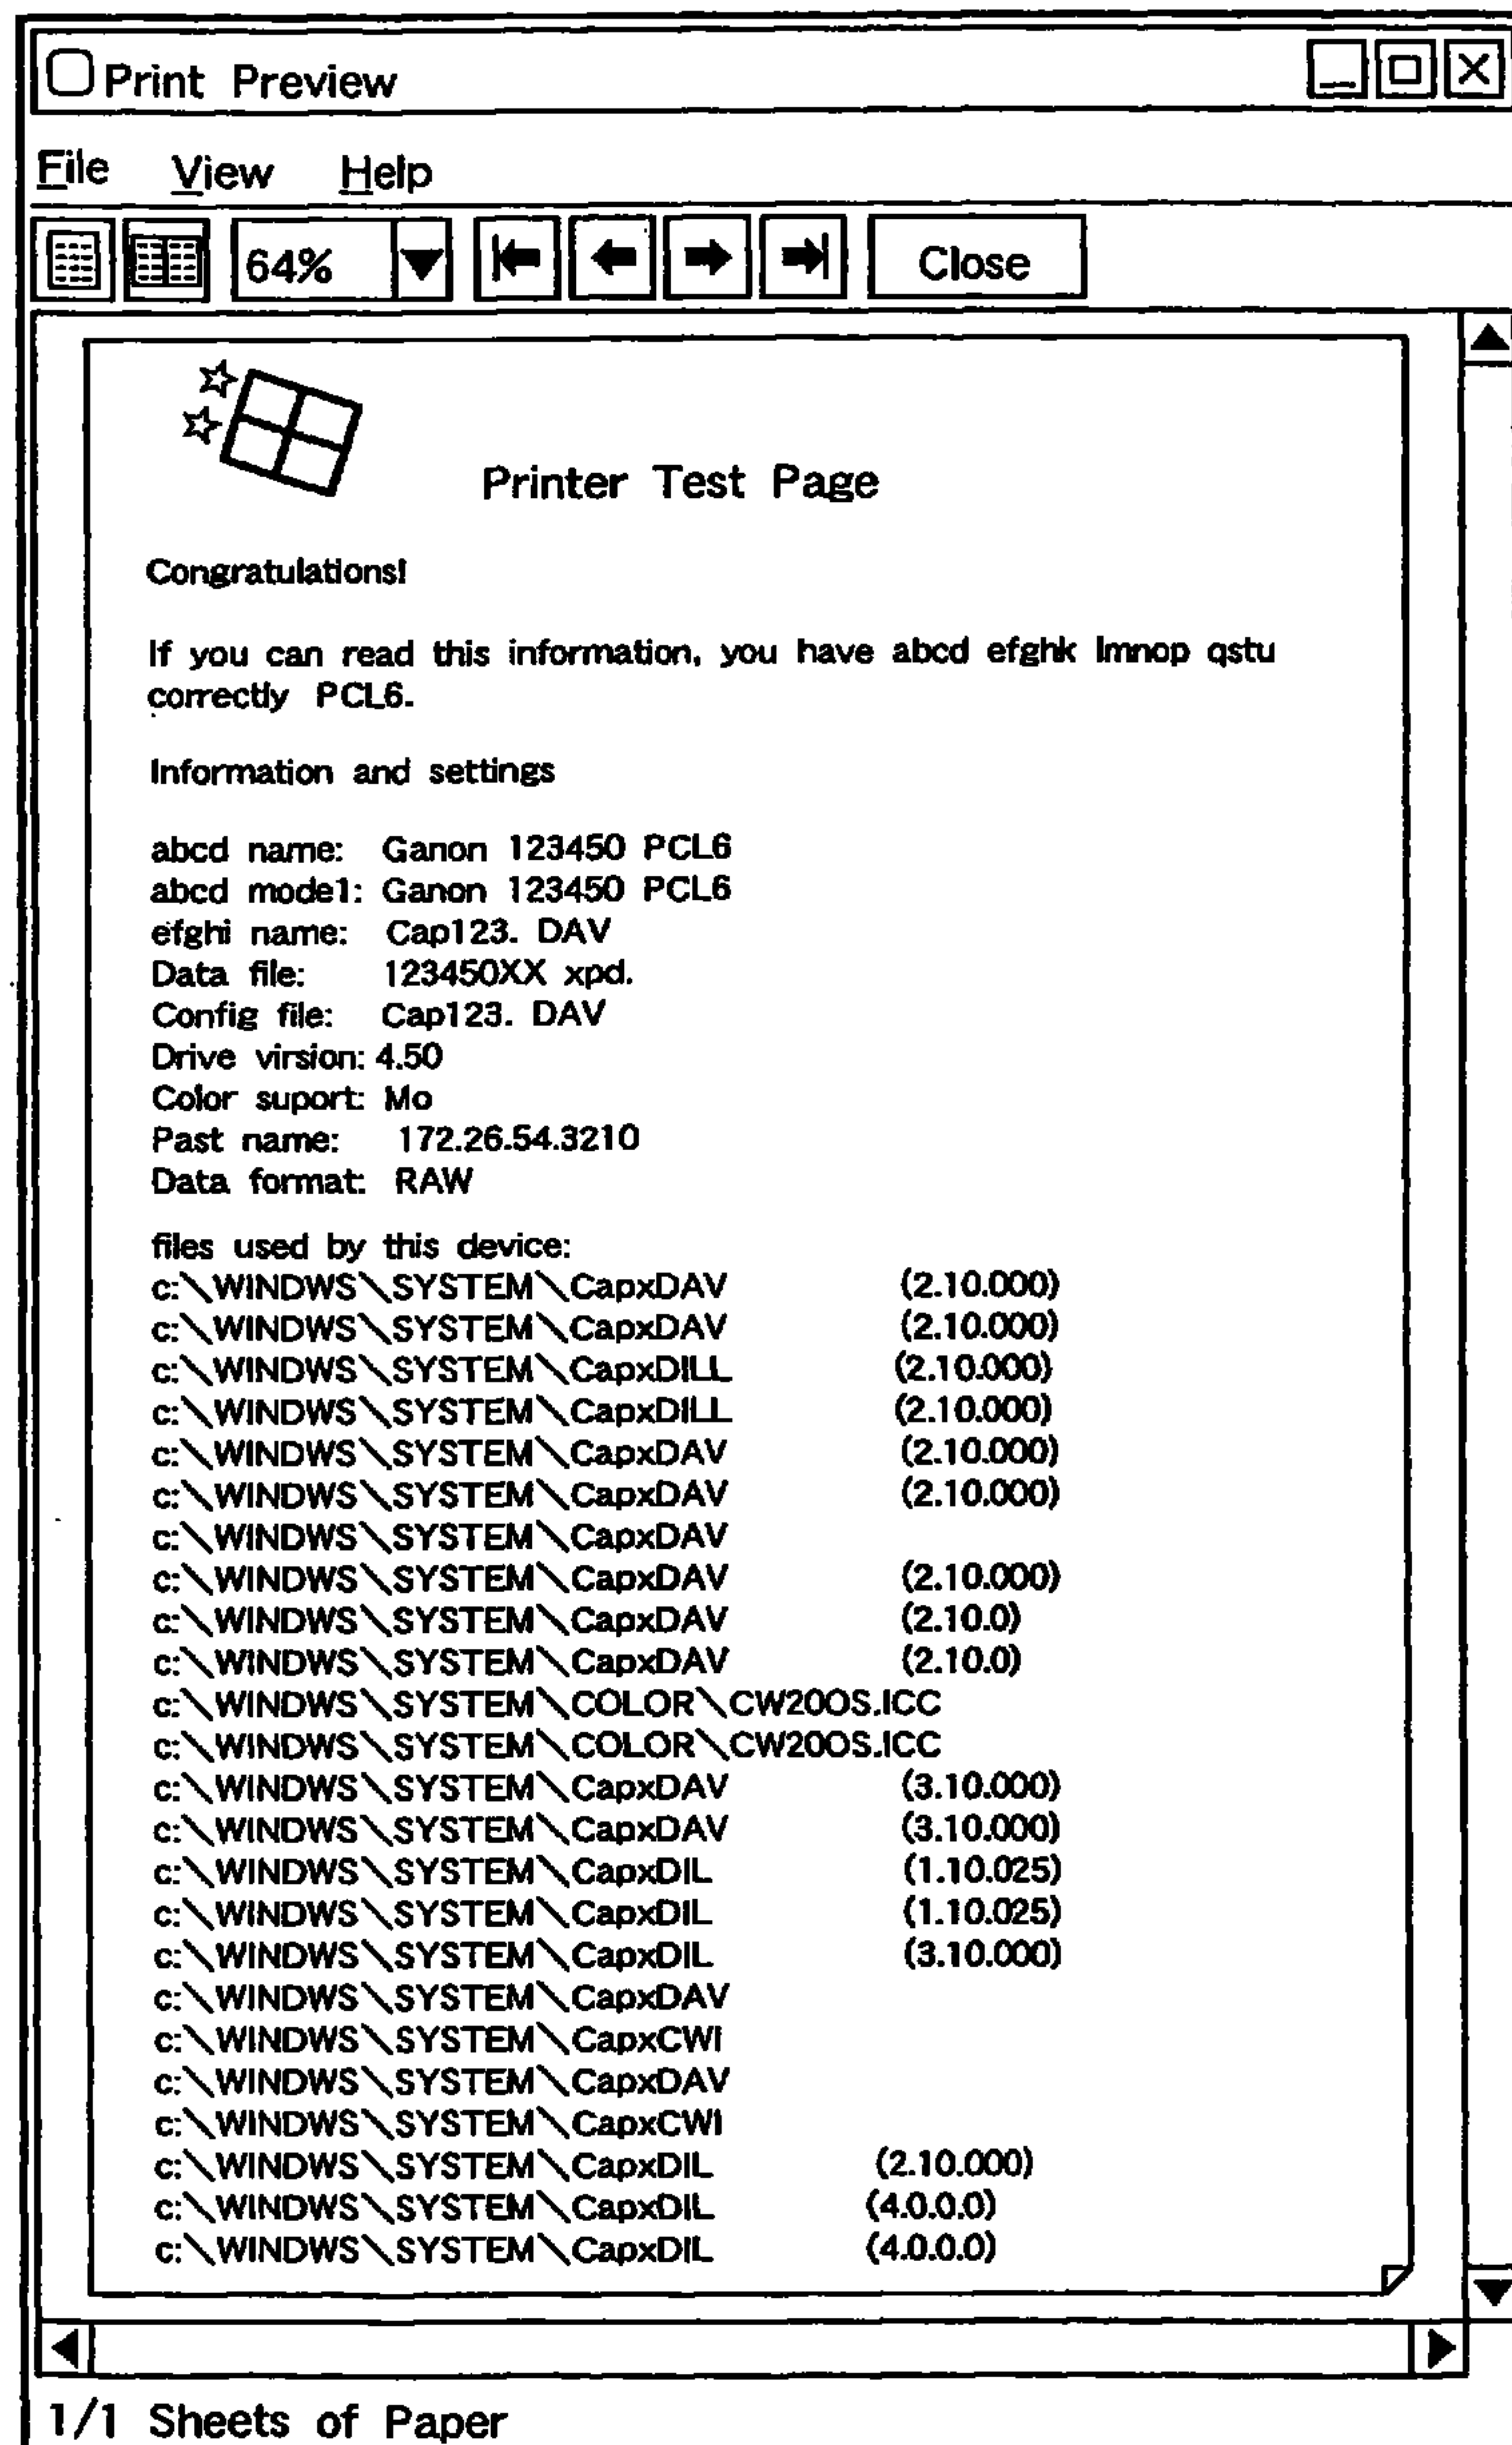 Print Preview
File View Help
64% Close
Printer Test Page
Congratulations!
If you can read this information, you have abcd efghk lmnop qstu
correctly PCL6.
Information and settings
abcd name: Ganon 123450 PCL6
abcd mode1: Ganon 123450 PCL6
efghi name: Cap123. DAV
Data file: 123450XX xpd.
Config file: Cap123. DAV
Drive virsion: 4.50
Color suport: Mo
Past name: 172.26.54.3210
Data format: RAW
files used by this device:
c:\WINDWS\SYSTEM\CapxDAV (2.10.000)
c:\WINDWS\SYSTEM\CapxDAV (2.10.000)
c:\WINDWS\SYSTEM\CapxDILL (2.10.000)
c:\WINDWS\SYSTEM\CapxDILL (2.10.000)
c:\WINDWS\SYSTEM\CapxDAV (2.10.000)
c:\WINDWS\SYSTEM\CapxDAV (2.10.000)
c:\WINDWS\SYSTEM\CapxDAV
c:\WINDWS\SYSTEM\CapxDAV (2.10.000)
c:\WINDWS\SYSTEM\CapxDAV (2.10.0)
c:\WINDWS\SYSTEM\CapxDAV (2.10.0)
c:\WINDWS\SYSTEM\COLOR\CW200S.ICC
c:\WINDWS\SYSTEM\COLOR\CW200S.ICC
c:\WINDWS\SYSTEM\CapxDAV (3.10.000)
c:\WINDWS\SYSTEM\CapxDAV (3.10.000)
c:\WINDWS\SYSTEM\CapxDIL (1.10.025)
c:\WINDWS\SYSTEM\CapxDIL (1.10.025)
c:\WINDWS\SYSTEM\CapxDIL (3.10.000)
c:\WINDWS\SYSTEM\CapxDAV
c:\WINDWS\SYSTEM\CapxCWI
c:\WINDWS\SYSTEM\CapxDAV
c:\WINDWS\SYSTEM\CapxCWI
c:\WINDWS\SYSTEM\CapxDIL (2.10.000)
c:\WINDWS\SYSTEM\CapxDIL (4.0.0.0)
c:\WINDWS\SYSTEM\CapxDIL (4.0.0.0)
1/1 Sheets of Paper